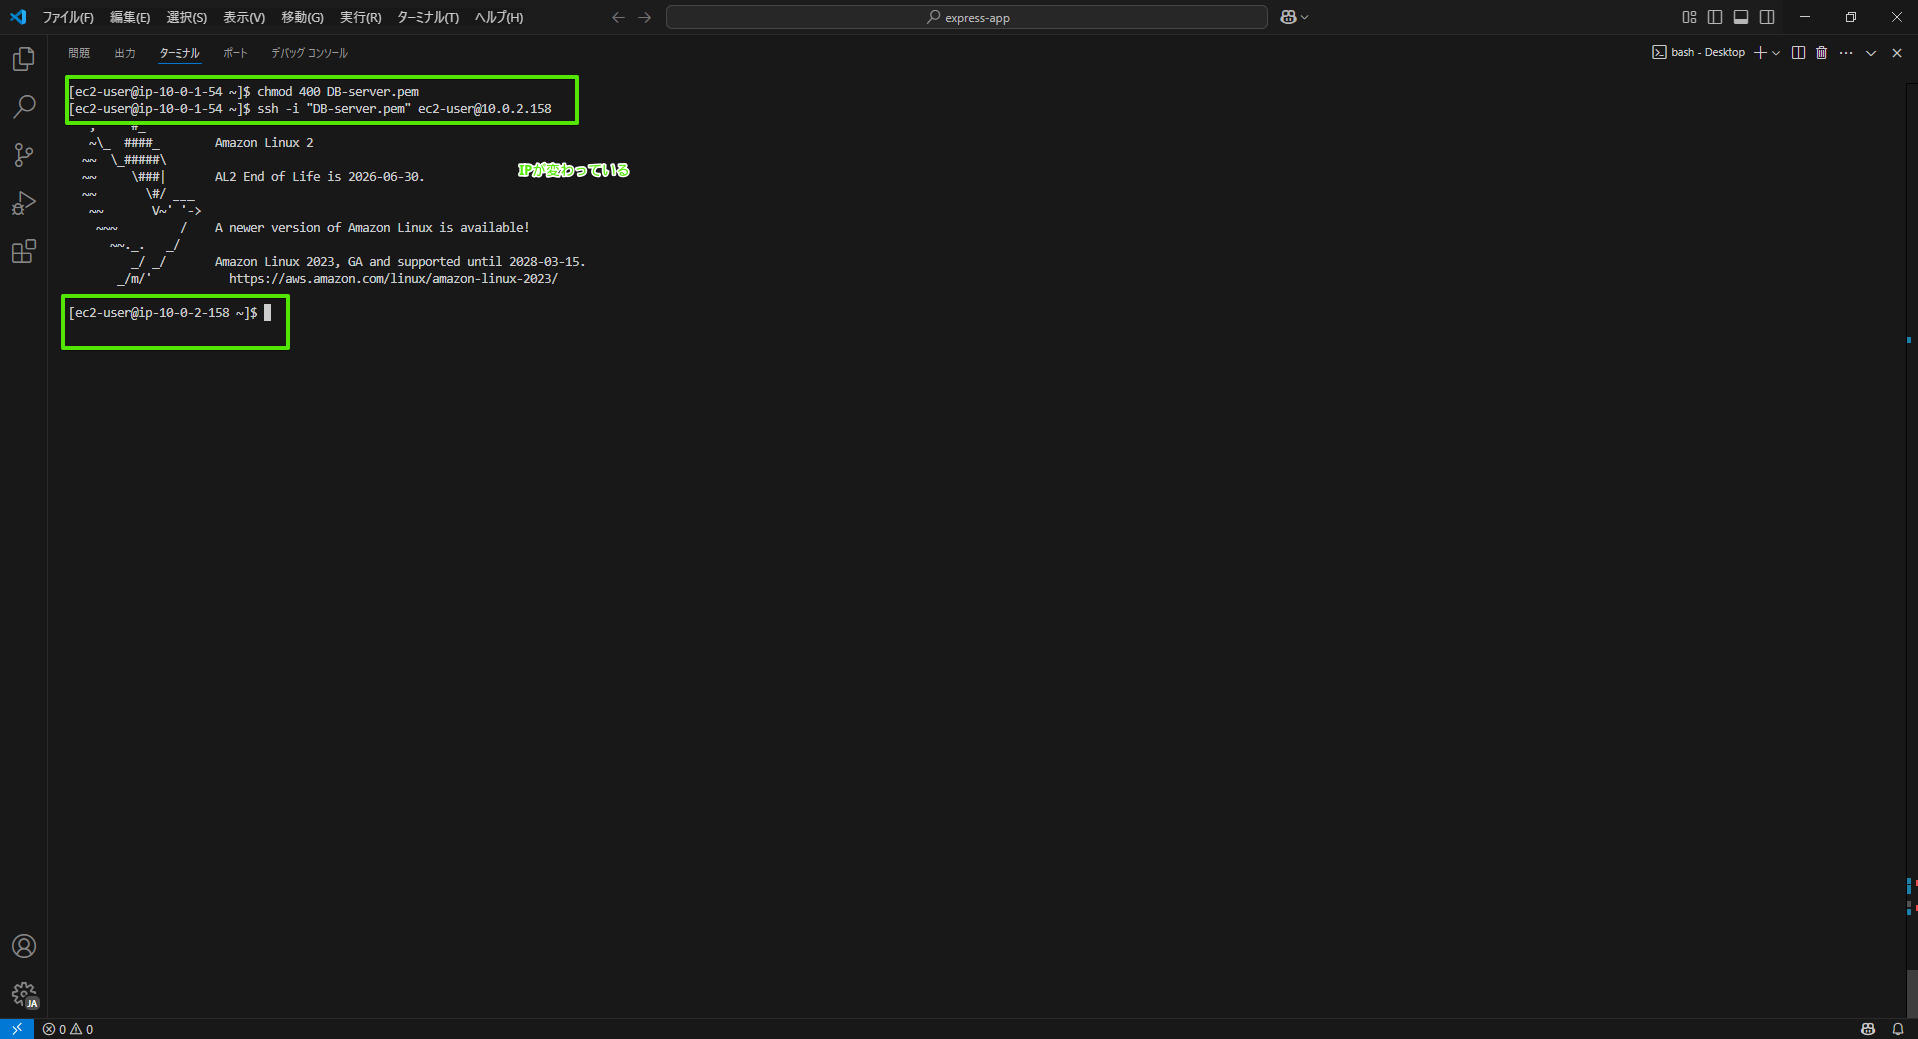 ファイル(F) 編集(E) 選択(S) 表示(V) 移動(G) 実行(R) ターミナル(T) ヘルプ(H)
express-app
問題 出力 ターミナル ポート デバッグ コンソール
bash - Desktop
[ec2-user@ip-10-0-1-54 ~]$ chmod 400 DB-server.pem
[ec2-user@ip-10-0-1-54 ~]$ ssh -i "DB-server.pem" ec2-user@10.0.2.158
   ,     #_
   ~\_  ####_        Amazon Linux 2
  ~~  \_#####\
  ~~     \###|       AL2 End of Life is 2026-06-30.
  ~~       \#/ ___
   ~~       V~' '->
    ~~~         /    A newer version of Amazon Linux is available!
      ~~._.   _/
         _/ _/       Amazon Linux 2023, GA and supported until 2028-03-15.
       _/m/'           https://aws.amazon.com/linux/amazon-linux-2023/
IPが変わっている
[ec2-user@ip-10-0-2-158 ~]$
JA
0 0